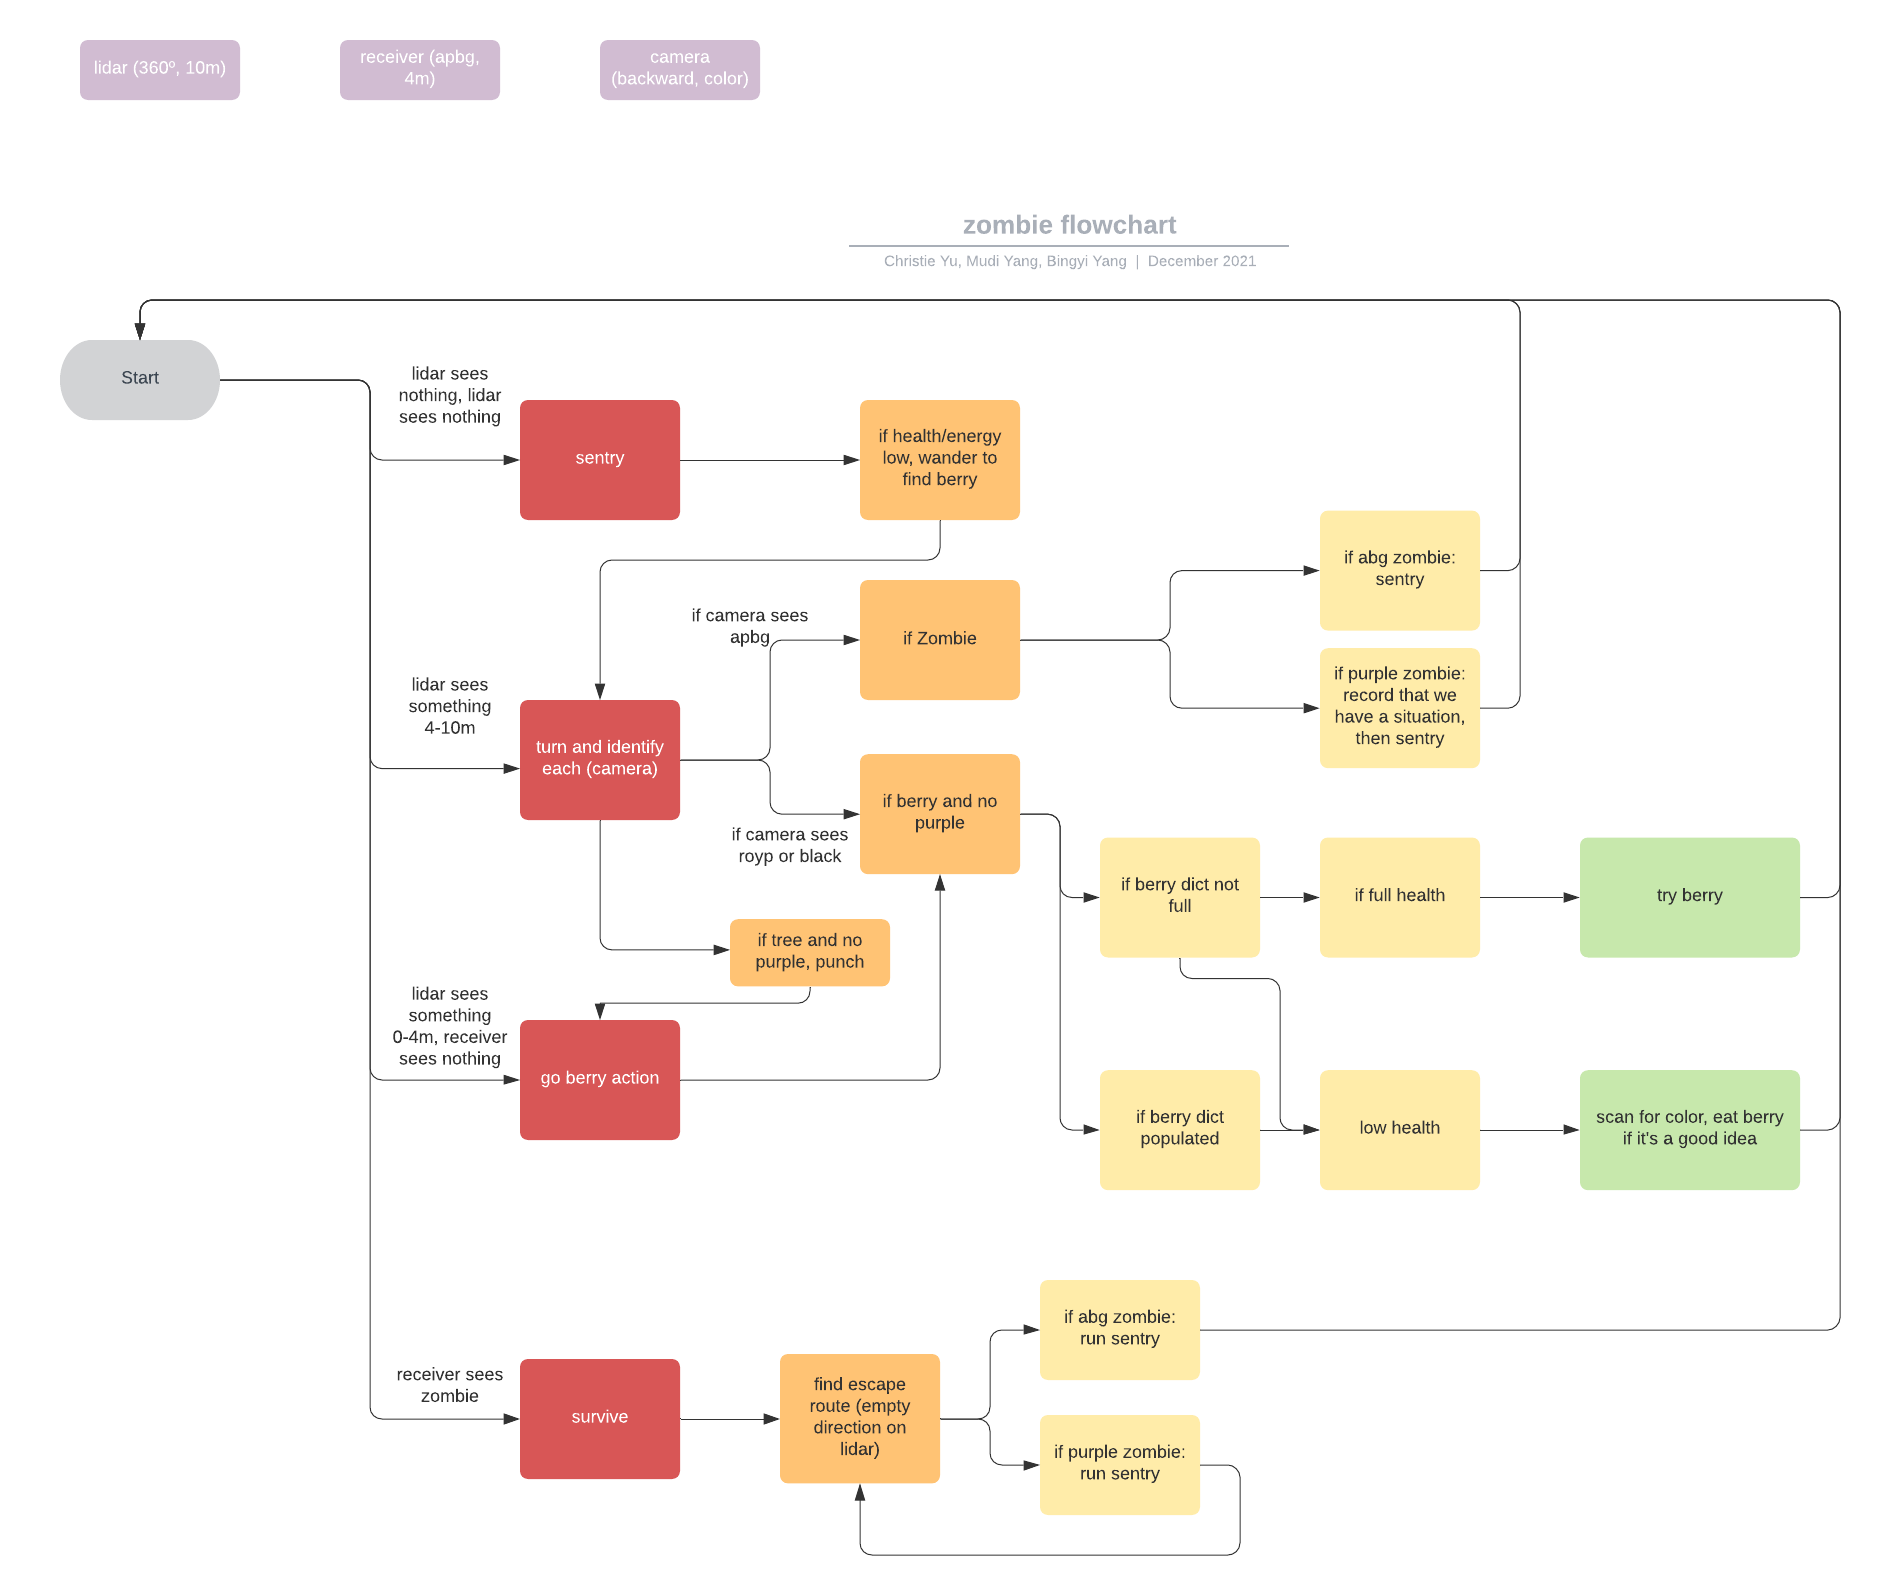 lidar (360º, 10m)
receiver (apbg,
4m)
camera
(backward, color)
zombie flowchart
Christie Yu, Mudi Yang, Bingyi Yang | December 2021
Start
lidar sees
nothing, lidar
sees nothing
sentry
if health/energy
low, wander to
find berry
if abg zombie:
sentry
if camera sees
apbg
if Zombie
if purple zombie:
record that we
have a situation,
then sentry
lidar sees
something
4-10m
turn and identify
each (camera)
if berry and no
purple
if camera sees
royp or black
if berry dict not
full
if full health
try berry
if tree and no
purple, punch
lidar sees
something
0-4m, receiver
sees nothing
go berry action
if berry dict
populated
low health
scan for color, eat berry
if it's a good idea
if abg zombie:
run sentry
receiver sees
zombie
survive
find escape
route (empty
direction on
lidar)
if purple zombie:
run sentry